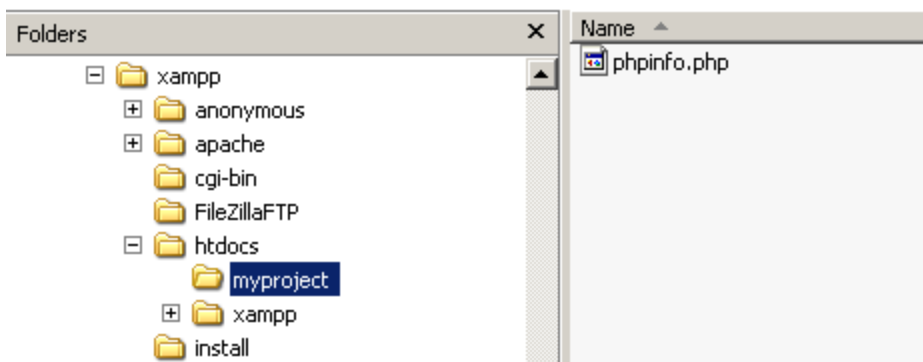 Folders
xampp
anonymous
apache
cgi-bin
FileZillaFTP
htdocs
myproject
xampp
install
Name
phpinfo.php